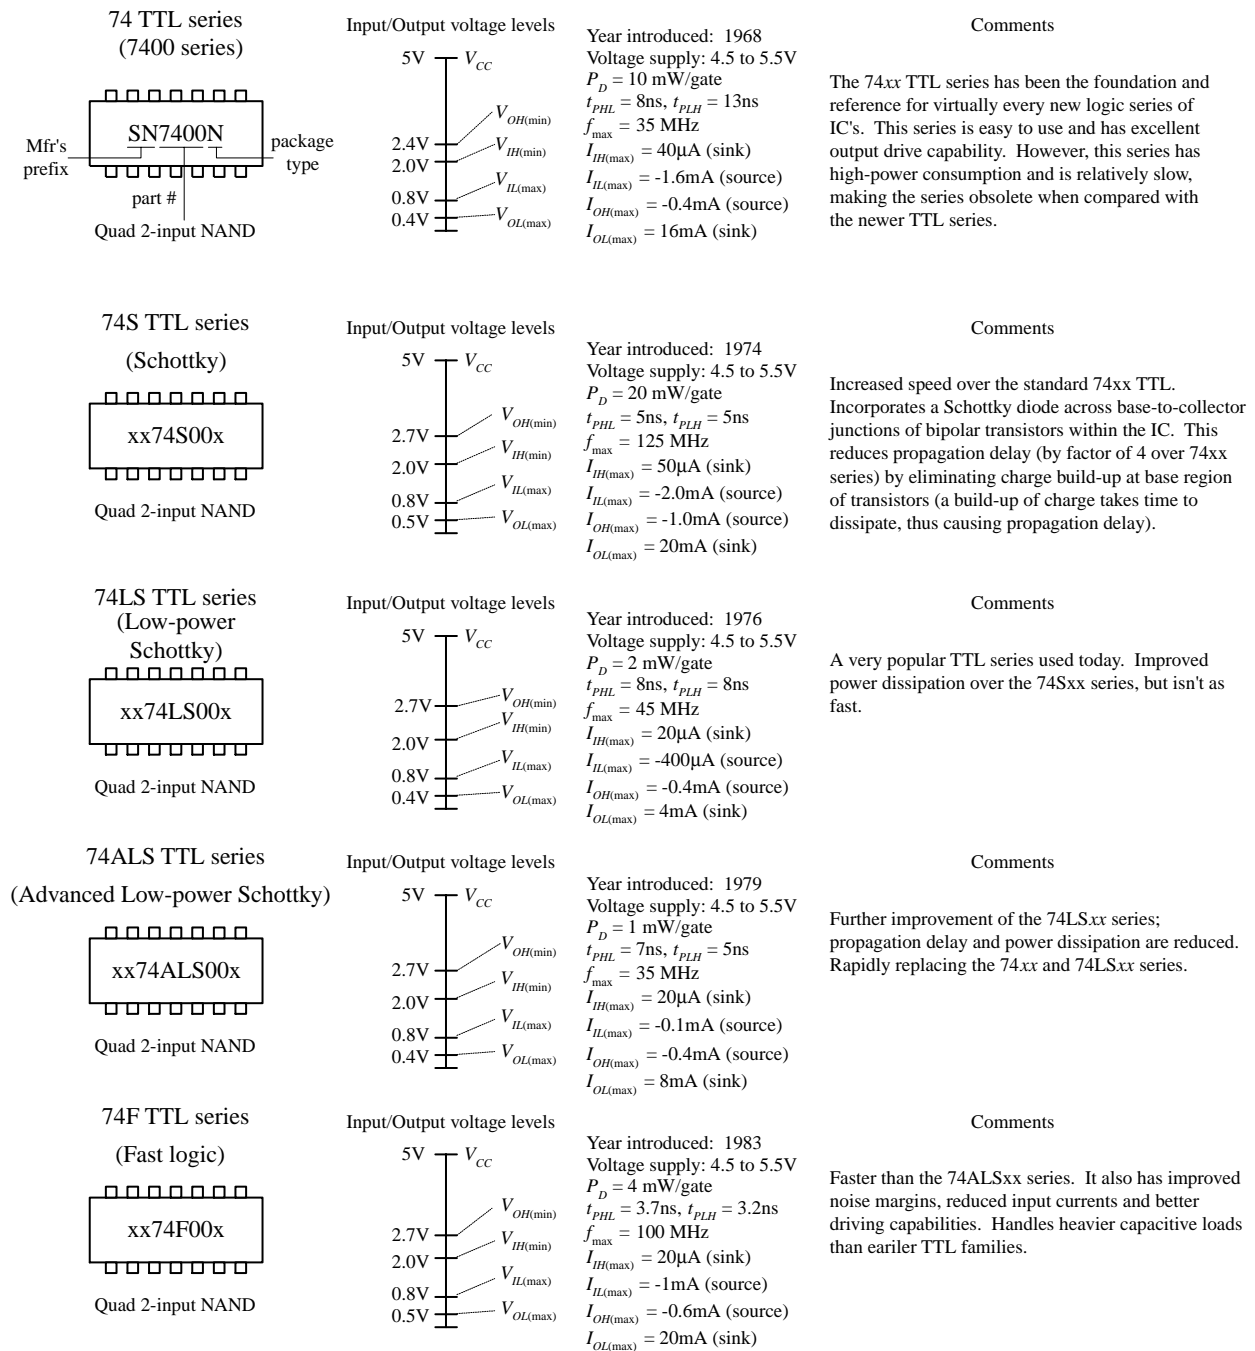 74 TTL series
(7400 series)
SN7400N
Mfr's
prefix
package
type
part #
Quad 2-input NAND
Input/Output voltage levels
5V VCC
VOH(min)
2.4V
VIH(min)
2.0V
VIL(max)
0.8V
VOL(max)
0.4V
Year introduced: 1968
Voltage supply: 4.5 to 5.5V
PD = 10 mW/gate
tPHL = 8ns, tPLH = 13ns
fmax = 35 MHz
IIH(max) = 40µA (sink)
IIL(max) = -1.6mA (source)
IOH(max) = -0.4mA (source)
IOL(max) = 16mA (sink)
Comments
The 74xx TTL series has been the foundation and
reference for virtually every new logic series of
IC's. This series is easy to use and has excellent
output drive capability. However, this series has
high-power consumption and is relatively slow,
making the series obsolete when compared with
the newer TTL series.
74S TTL series
(Schottky)
xx74S00x
Quad 2-input NAND
Input/Output voltage levels
5V VCC
VOH(min)
2.7V
VIH(min)
2.0V
VIL(max)
0.8V
0.5V VOL(max)
Year introduced: 1974
Voltage supply: 4.5 to 5.5V
PD = 20 mW/gate
tPHL = 5ns, tPLH = 5ns
fmax = 125 MHz
IIH(max) = 50µA (sink)
IIL(max) = -2.0mA (source)
IOH(max) = -1.0mA (source)
IOL(max) = 20mA (sink)
Comments
Increased speed over the standard 74xx TTL.
Incorporates a Schottky diode across base-to-collector
junctions of bipolar transistors within the IC. This
reduces propagation delay (by factor of 4 over 74xx
series) by eliminating charge build-up at base region
of transistors (a build-up of charge takes time to
dissipate, thus causing propagation delay).
74LS TTL series
(Low-power
Schottky)
xx74LS00x
Quad 2-input NAND
Input/Output voltage levels
5V VCC
VOH(min)
2.7V
VIH(min)
2.0V
VIL(max)
0.8V
0.4V VOL(max)
Year introduced: 1976
Voltage supply: 4.5 to 5.5V
PD = 2 mW/gate
tPHL = 8ns, tPLH = 8ns
fmax = 45 MHz
IIH(max) = 20µA (sink)
IIL(max) = -400µA (source)
IOH(max) = -0.4mA (source)
IOL(max) = 4mA (sink)
Comments
A very popular TTL series used today. Improved
power dissipation over the 74Sxx series, but isn't as
fast.
74ALS TTL series
(Advanced Low-power Schottky)
xx74ALS00x
Quad 2-input NAND
Input/Output voltage levels
5V VCC
VOH(min)
2.7V
VIH(min)
2.0V
VIL(max)
0.8V
0.4V VOL(max)
Year introduced: 1979
Voltage supply: 4.5 to 5.5V
PD = 1 mW/gate
tPHL = 7ns, tPLH = 5ns
fmax = 35 MHz
IIH(max) = 20µA (sink)
IIL(max) = -0.1mA (source)
IOH(max) = -0.4mA (source)
IOL(max) = 8mA (sink)
Comments
Further improvement of the 74LSxx series;
propagation delay and power dissipation are reduced.
Rapidly replacing the 74xx and 74LSxx series.
74F TTL series
(Fast logic)
xx74F00x
Quad 2-input NAND
Input/Output voltage levels
5V VCC
VOH(min)
2.7V
VIH(min)
2.0V
VIL(max)
0.8V
0.5V VOL(max)
Year introduced: 1983
Voltage supply: 4.5 to 5.5V
PD = 4 mW/gate
tPHL = 3.7ns, tPLH = 3.2ns
fmax = 100 MHz
IIH(max) = 20µA (sink)
IIL(max) = -1mA (source)
IOH(max) = -0.6mA (source)
IOL(max) = 20mA (sink)
Comments
Faster than the 74ALSxx series. It also has improved
noise margins, reduced input currents and better
driving capabilities. Handles heavier capacitive loads
than eariler TTL families.